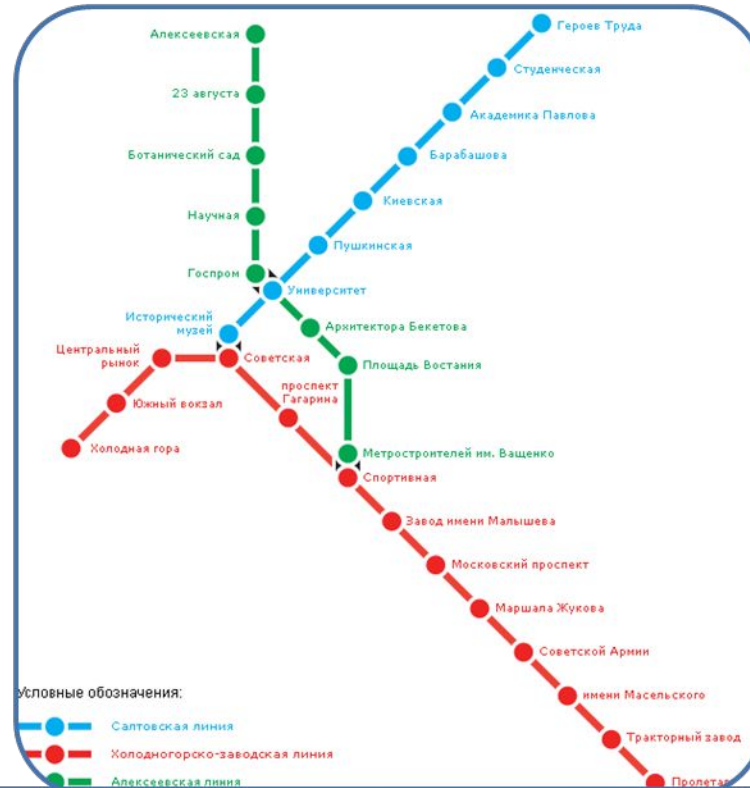 Героев Труда
Алексеевская
Студенческая
23 августа
Академика Павлова
Ботанический сад
Барабашова
Киевская
Научная
Пушкинская
Госпром
Университет
Исторический
музей
Архитектора Бекетова
Центральный
рынок
Советская
Площадь Востания
проспект
Гагарина
Южный вокзал
Холодная гора
Метростроителей им. Ващенко
Спортивная
Завод имени Малышева
Московский проспект
Маршала Жукова
Советской Армии
имени Масельского
Тракторный завод
Условные обозначения:
Салтовская линия
Холодногорско-заводская линия
Алексеевская линия